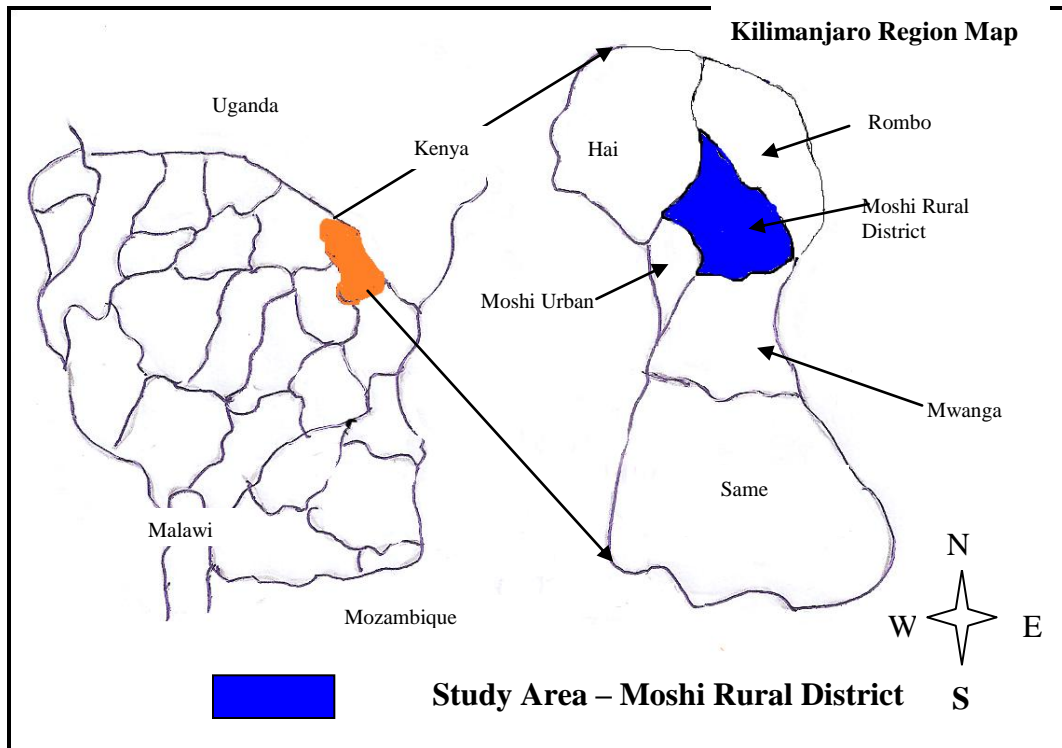 Kilimanjaro Region Map
Uganda
Kenya
Hai
Rombo
Moshi Rural
District
Moshi Urban
Mwanga
Same
Malawi
Mozambique
N
W
E
S
Study Area – Moshi Rural District